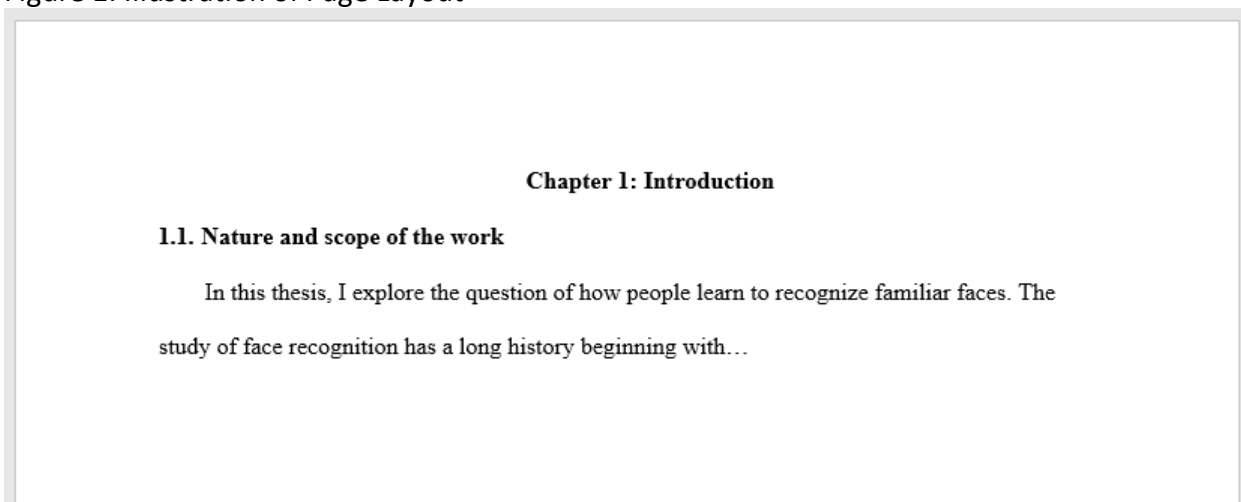 Figure 2: Illustration of Page Layout
Chapter 1: Introduction
1.1. Nature and scope of the work
In this thesis, I explore the question of how people learn to recognize familiar faces. The
study of face recognition has a long history beginning with…